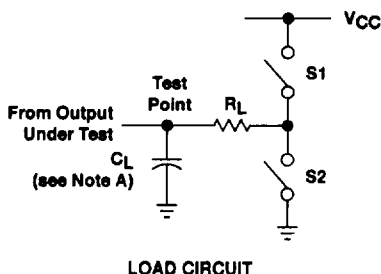 VCC
S1
Test
Point
RL
From Output
Under Test
CL
(see Note A)
S2
LOAD CIRCUIT